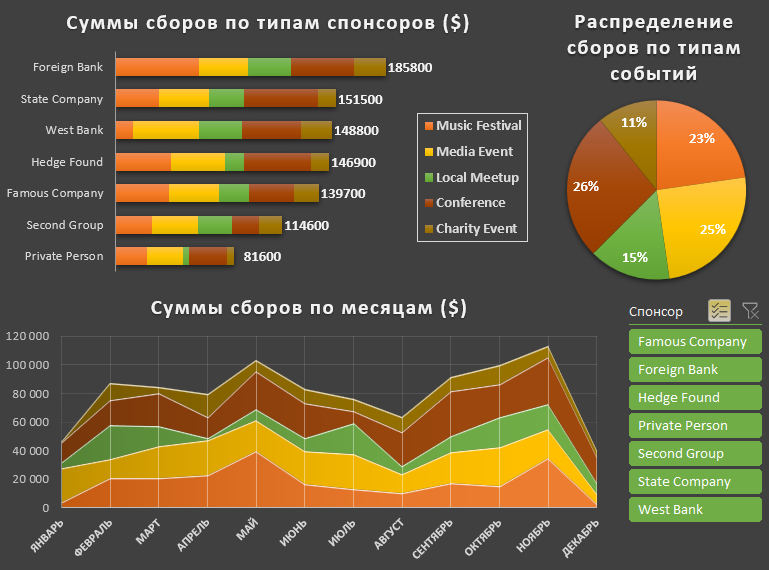 Суммы сборов по типам спонсоров ($)
Foreign Bank
185800
State Company
151500
West Bank
148800
Hedge Found
146900
Famous Company
139700
Second Group
114600
Private Person
81600
Music Festival
Media Event
Local Meetup
Conference
Charity Event
Распределение
сборов по типам
событий
11%
23%
26%
25%
15%
Суммы сборов по месяцам ($)
120 000
100 000
80 000
60 000
40 000
20 000
0
ЯНВАРЬ
ФЕВРАЛЬ
МАРТ
АПРЕЛЬ
МАЙ
ИЮНЬ
ИЮЛЬ
АВГУСТ
СЕНТЯБРЬ
ОКТЯБРЬ
НОЯБРЬ
ДЕКАБРЬ
Спонсор
Famous Company
Foreign Bank
Hedge Found
Private Person
Second Group
State Company
West Bank